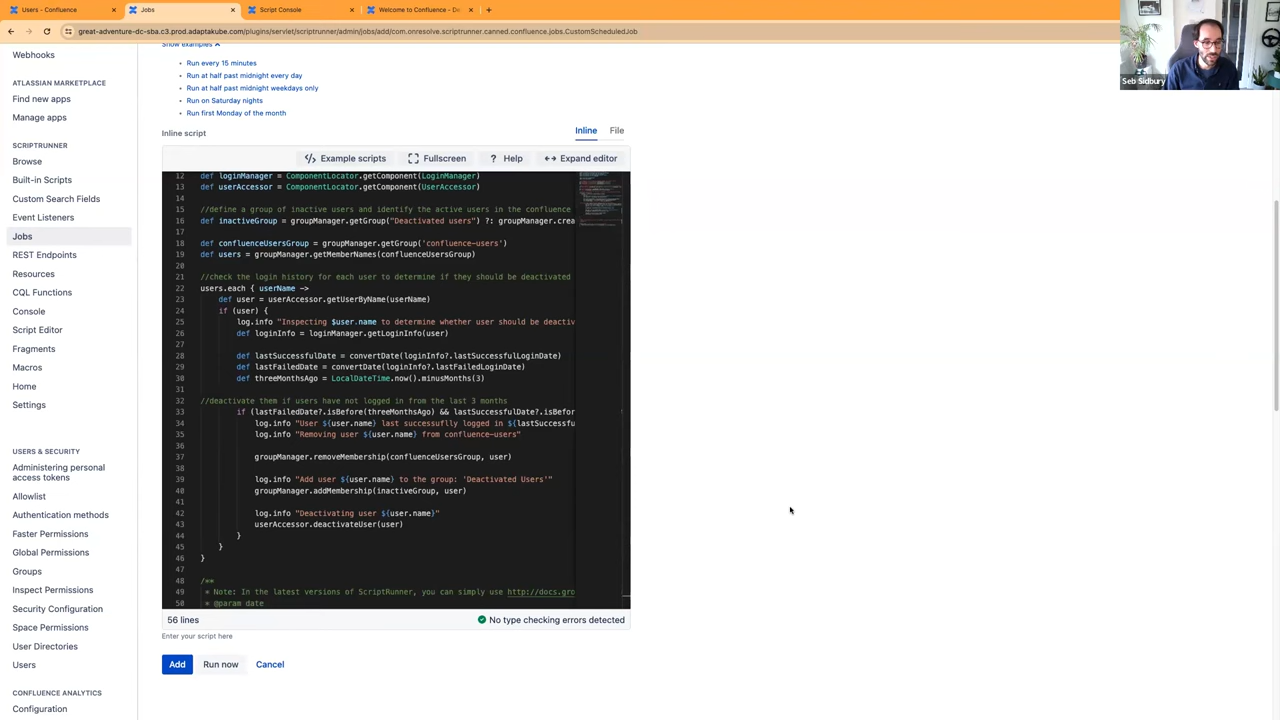 Users - Confluence
Jobs
Script Console
Welcome to Confluence - De
great-adventure-dc-sba.c3.prod.adaptakube.com/plugins/servlet/scriptrunner/admin/jobs/add/com.onresolve.scriptrunner.canned.confluence.jobs.CustomScheduledJob
Seb Sidbury
Webhooks
ATLASSIAN MARKETPLACE
Find new apps
Manage apps
SCRIPTRUNNER
Browse
Built-in Scripts
Custom Search Fields
Event Listeners
Jobs
REST Endpoints
Resources
CQL Functions
Console
Script Editor
Fragments
Macros
Home
Settings
USERS & SECURITY
Administering personal
access tokens
Allowlist
Authentication methods
Faster Permissions
Global Permissions
Groups
Inspect Permissions
Security Configuration
Space Permissions
User Directories
Users
CONFLUENCE ANALYTICS
Configuration
Show examples
• Run every 15 minutes
• Run at half past midnight every day
• Run at half past midnight weekdays only
• Run on Saturday nights
• Run first Monday of the month
Inline script
Inline File
Example scripts Fullscreen ? Help Expand editor
12 def loginManager = ComponentLocator.getComponent(LoginManager)
13 def userAccessor = ComponentLocator.getComponent(UserAccessor)
14
15 //define a group of inactive users and identify the active users in the confluence
16 def inactiveGroup = groupManager.getGroup("Deactivated users") ?: groupManager.crea
17
18 def confluenceUsersGroup = groupManager.getGroup('confluence-users')
19 def users = groupManager.getMemberNames(confluenceUsersGroup)
20
21 //check the login history for each user to determine if they should be deactivated
22 users.each { userName ->
23 def user = userAccessor.getUserByName(userName)
24 if (user) {
25 log.info "Inspecting $user.name to determine whether user should be deactiv
26 def loginInfo = loginManager.getLoginInfo(user)
27
28 def lastSuccessfulDate = convertDate(loginInfo?.lastSuccessfulLoginDate)
29 def lastFailedDate = convertDate(loginInfo?.lastFailedLoginDate)
30 def threeMonthsAgo = LocalDateTime.now().minusMonths(3)
31
32 //deactivate them if users have not logged in from the last 3 months
33 if (lastFailedDate?.isBefore(threeMonthsAgo) && lastSuccessfulDate?.isBefor
34 log.info "User ${user.name} last successfully logged in ${lastSuccessfu
35 log.info "Removing user ${user.name} from confluence-users"
36
37 groupManager.removeMembership(confluenceUsersGroup, user)
38
39 log.info "Add user ${user.name} to the group: 'Deactivated Users'"
40 groupManager.addMembership(inactiveGroup, user)
41
42 log.info "Deactivating user ${user.name}"
43 userAccessor.deactivateUser(user)
44 }
45 }
46 }
47
48 /**
49 * Note: In the latest versions of ScriptRunner, you can simply use http://docs.gro
50 * @param date
56 lines
No type checking errors detected
Enter your script here
Add Run now Cancel